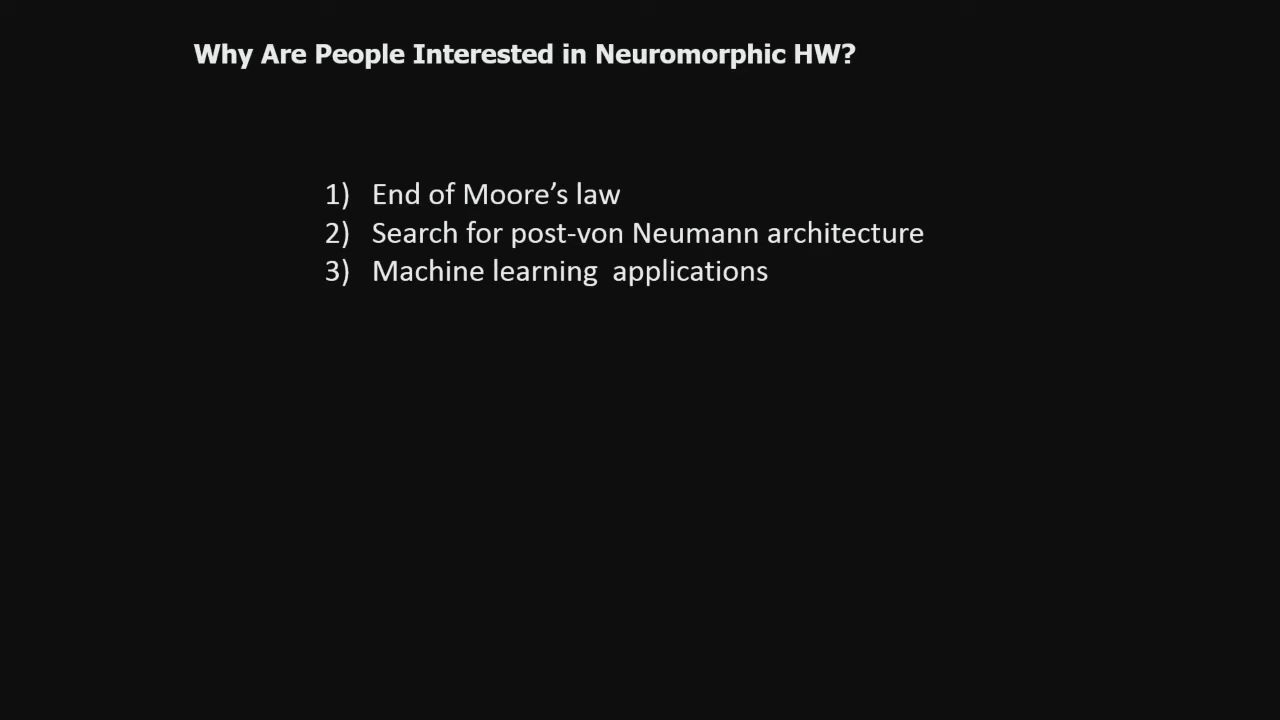 Why Are People Interested in Neuromorphic HW?
1) End of Moore’s law
2) Search for post-von Neumann architecture
3) Machine learning  applications